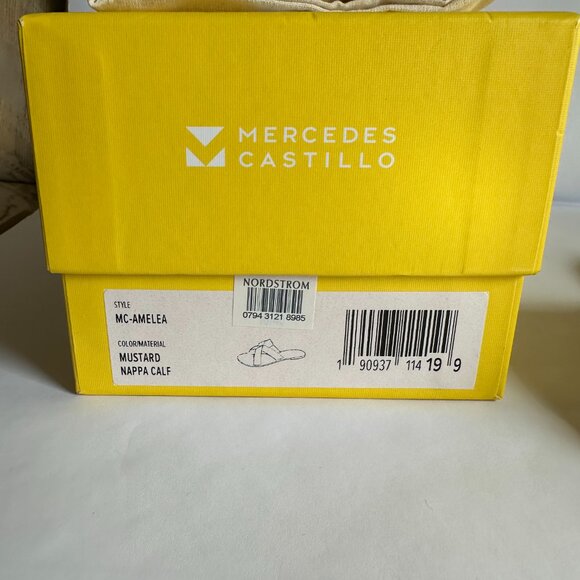 MERCEDES
CASTILLO
NORDSTROM
0794 3121 8985
STYLE
MC-AMELEA
COLOR/MATERIAL
MUSTARD
NAPPA CALF
1 90937 114 19 9